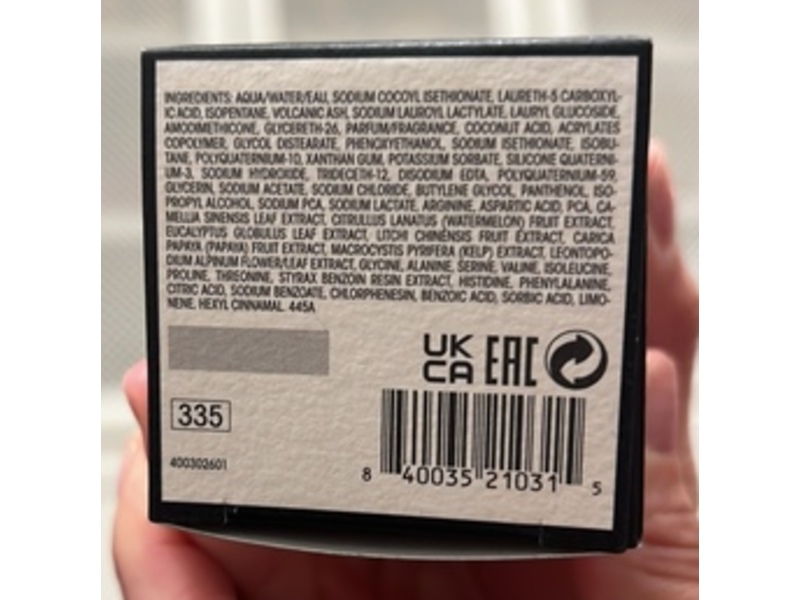 INGREDIENTS: AQUA/WATER/EAU, SODIUM COCOYL ISETHIONATE, LAURETH-5 CARBOXYL-
IC ACID, ISOPENTANE, VOLCANIC ASH, SODIUM LAUROYL LACTYLATE, LAURYL GLUCOSIDE,
AMODIMETHICONE, GLYCERETH-26, PARFUM/FRAGRANCE, COCONUT ACID, ACRYLATES
COPOLYMER, GLYCOL DISTEARATE, PHENOXYETHANOL, SODIUM ISETHIONATE, ISOBU-
TANE, POLYQUATERNIUM-10, XANTHAN GUM, POTASSIUM SORBATE, SILICONE QUATERNI-
UM-3, SODIUM HYDROXIDE, TRIDECETH-12, DISODIUM EDTA, POLYQUATERNIUM-59,
GLYCERIN, SODIUM ACETATE, SODIUM CHLORIDE, BUTYLENE GLYCOL, PANTHENOL, ISO-
PROPYL ALCOHOL, SODIUM PCA, SODIUM LACTATE, ARGININE, ASPARTIC ACID, PCA, CA-
MELLIA SINENSIS LEAF EXTRACT, CITRULLUS LANATUS (WATERMELON) FRUIT EXTRACT,
EUCALYPTUS GLOBULUS LEAF EXTRACT, LITCHI CHINENSIS FRUIT EXTRACT, CARICA
PAPAYA (PAPAYA) FRUIT EXTRACT, MACROCYSTIS PYRIFERA (KELP) EXTRACT, LEONTOPO-
DIUM ALPINUM FLOWER/LEAF EXTRACT, GLYCINE, ALANINE, SERINE, VALINE, ISOLEUCINE,
PROLINE, THREONINE, STYRAX BENZOIN RESIN EXTRACT, HISTIDINE, PHENYLALANINE,
CITRIC ACID, SODIUM BENZOATE, CHLORPHENESIN, BENZOIC ACID, SORBIC ACID, LIMO-
NENE, HEXYL CINNAMAL. 445A
UK
CA EAC
335
400302601
8 40035 21031 5